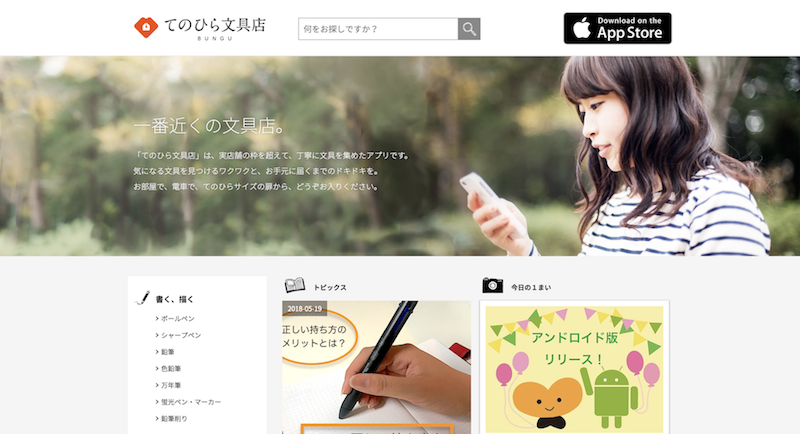 てのひら文具店
BUNGU
何をお探しですか？
Download on the
App Store
一番近くの文具店。
「てのひら文具店」は、実店舗の枠を超えて、丁寧に文具を集めたアプリです。
気になる文具を見つけるワクワクと、お手元に届くまでのドキドキを。
お部屋で、電車で、てのひらサイズの扉から、どうぞお入りください。
書く、描く
ボールペン
シャープペン
鉛筆
色鉛筆
万年筆
蛍光ペン・マーカー
鉛筆削り
トピックス
2018-05-19
正しい持ち方の
メリットとは？
今日の１まい
アンドロイド版
リリース！